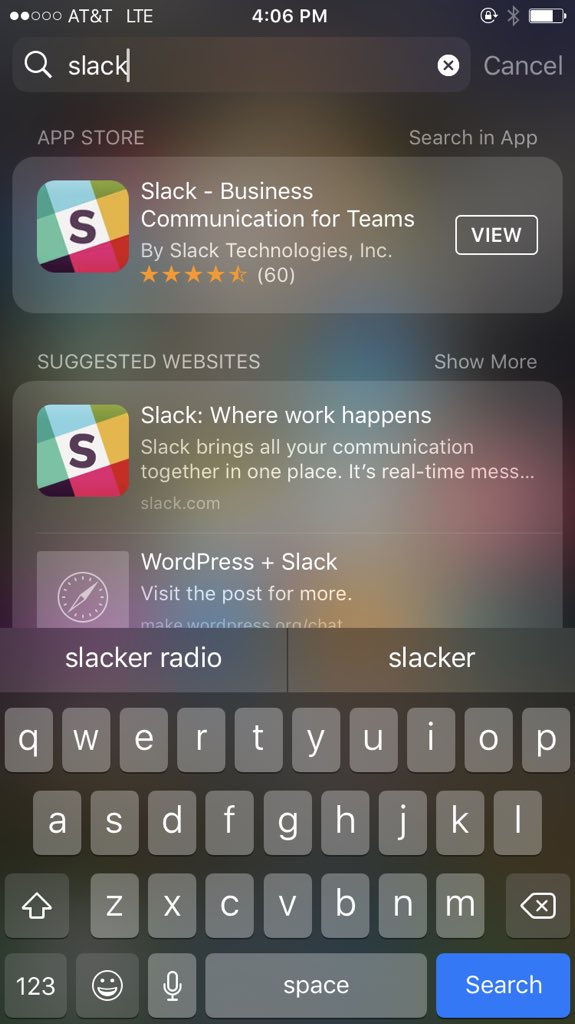 AT&T LTE 4:06 PM
slack Cancel
APP STORE Search in App
S
Slack - Business
Communication for Teams
By Slack Technologies, Inc.
(60)
VIEW
SUGGESTED WEBSITES Show More
S
Slack: Where work happens
Slack brings all your communication
together in one place. It’s real-time mess...
slack.com
WordPress + Slack
Visit the post for more.
make.wordpress.org/chat
slacker radio slacker
q w e r t y u i o p
a s d f g h j k l
z x c v b n m
123 space Search